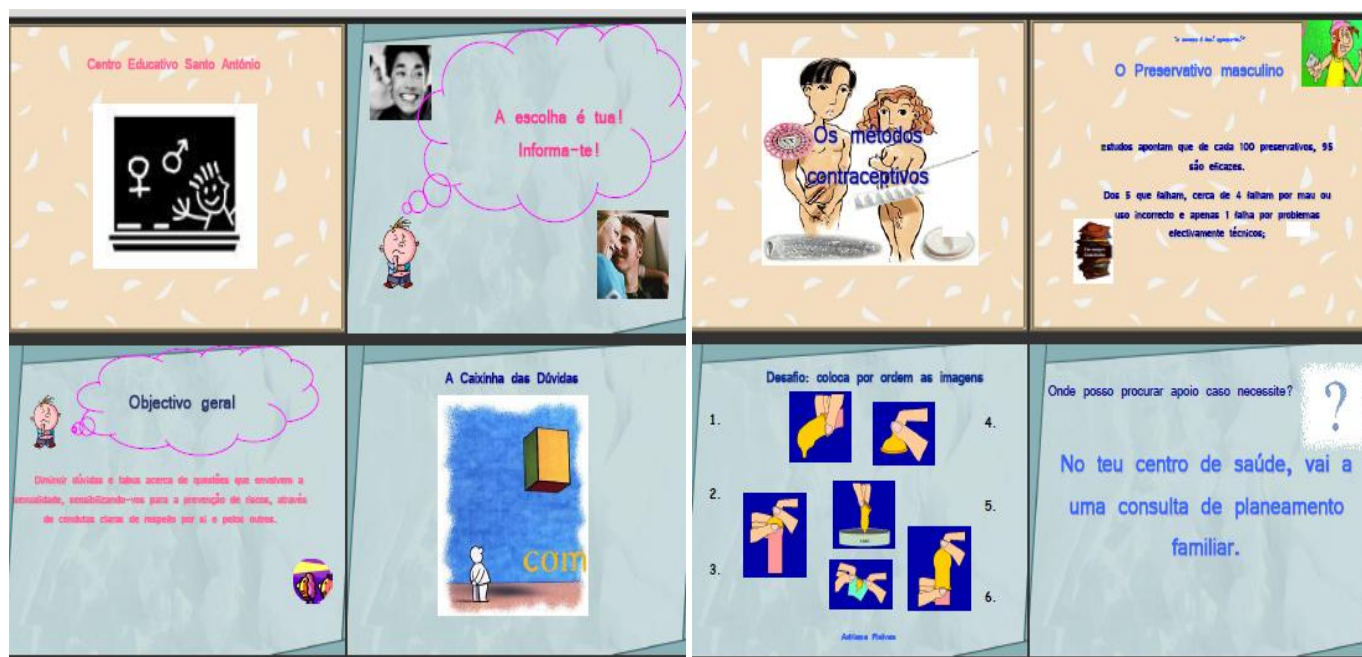 Centro Educativo Santo António
A escolha é tua!
Informa-te!
Objectivo geral
Diminuir dúvidas e tabus acerca de questões que envolvem a
sexualidade, sensibilizando-vos para a prevenção de riscos, através
de condutas claras de respeito por si e pelos outros.
A Caixinha das Dúvidas
com
Os métodos
contraceptivos
O Preservativo masculino
Estudos apontam que de cada 100 preservativos, 95
são eficazes.
Dos 5 que falham, cerca de 4 falham por mau ou
uso incorrecto e apenas 1 falha por problemas
efectivamente técnicos;
Desafio: coloca por ordem as imagens
1.
4.
2.
5.
3.
6.
Onde posso procurar apoio caso necessite?
?
No teu centro de saúde, vai a
uma consulta de planeamento
familiar.